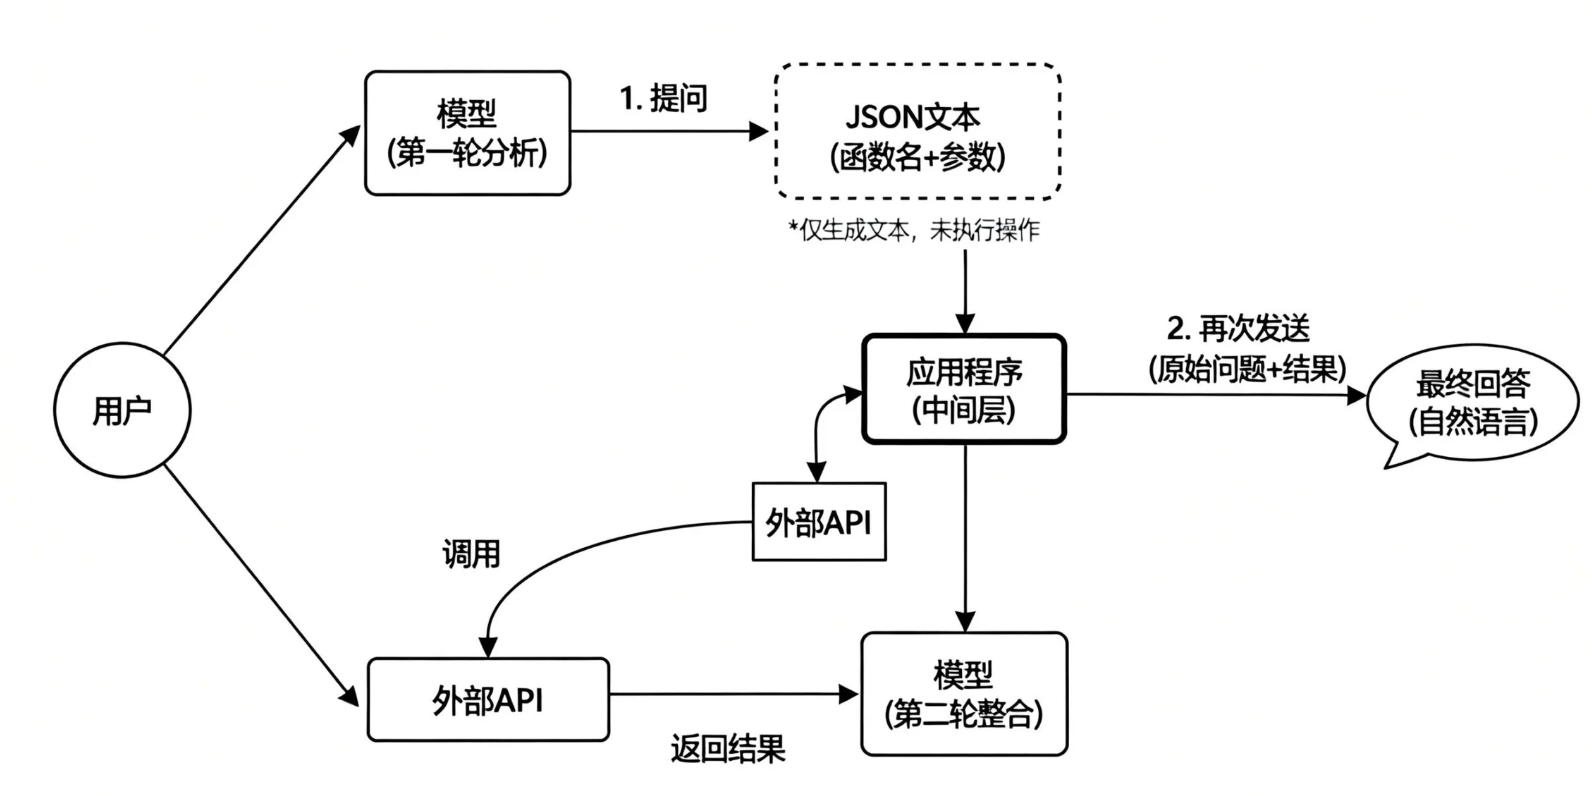 模型
(第一轮分析)
1. 提问
JSON文本
(函数名+参数)
*仅生成文本，未执行操作
用户
应用程序
(中间层)
2. 再次发送
(原始问题+结果)
最终回答
(自然语言)
外部API
调用
外部API
返回结果
模型
(第二轮整合)